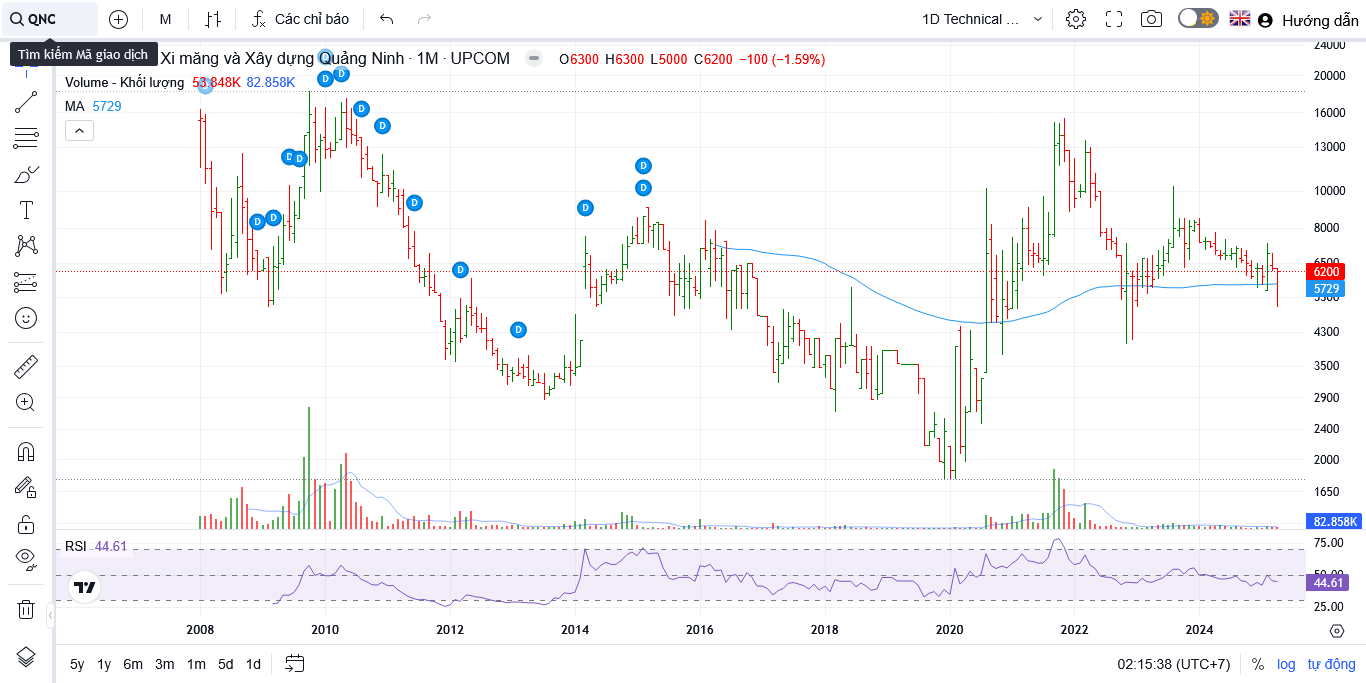 QNC
M
Các chỉ báo
1D Technical ...
Hướng dẫn
Tìm kiếm Mã giao dịch
Xi măng và Xây dựng Quảng Ninh · 1M · UPCOM
O6300 H6300 L5000 C6200 −100 (−1.59%)
Volume - Khối lượng 53.848K 82.858K
MA 5729
D
D
D
D
D
D
D
D
D
D
D
D
D
D
24000
20000
16000
13000
10000
8000
6500
6200
5729
5300
4300
3500
2900
2400
2000
1650
82.858K
RSI 44.61
75.00
50.00
44.61
25.00
2008 2010 2012 2014 2016 2018 2020 2022 2024
5y 1y 6m 3m 1m 5d 1d
02:15:38 (UTC+7) % log tự động